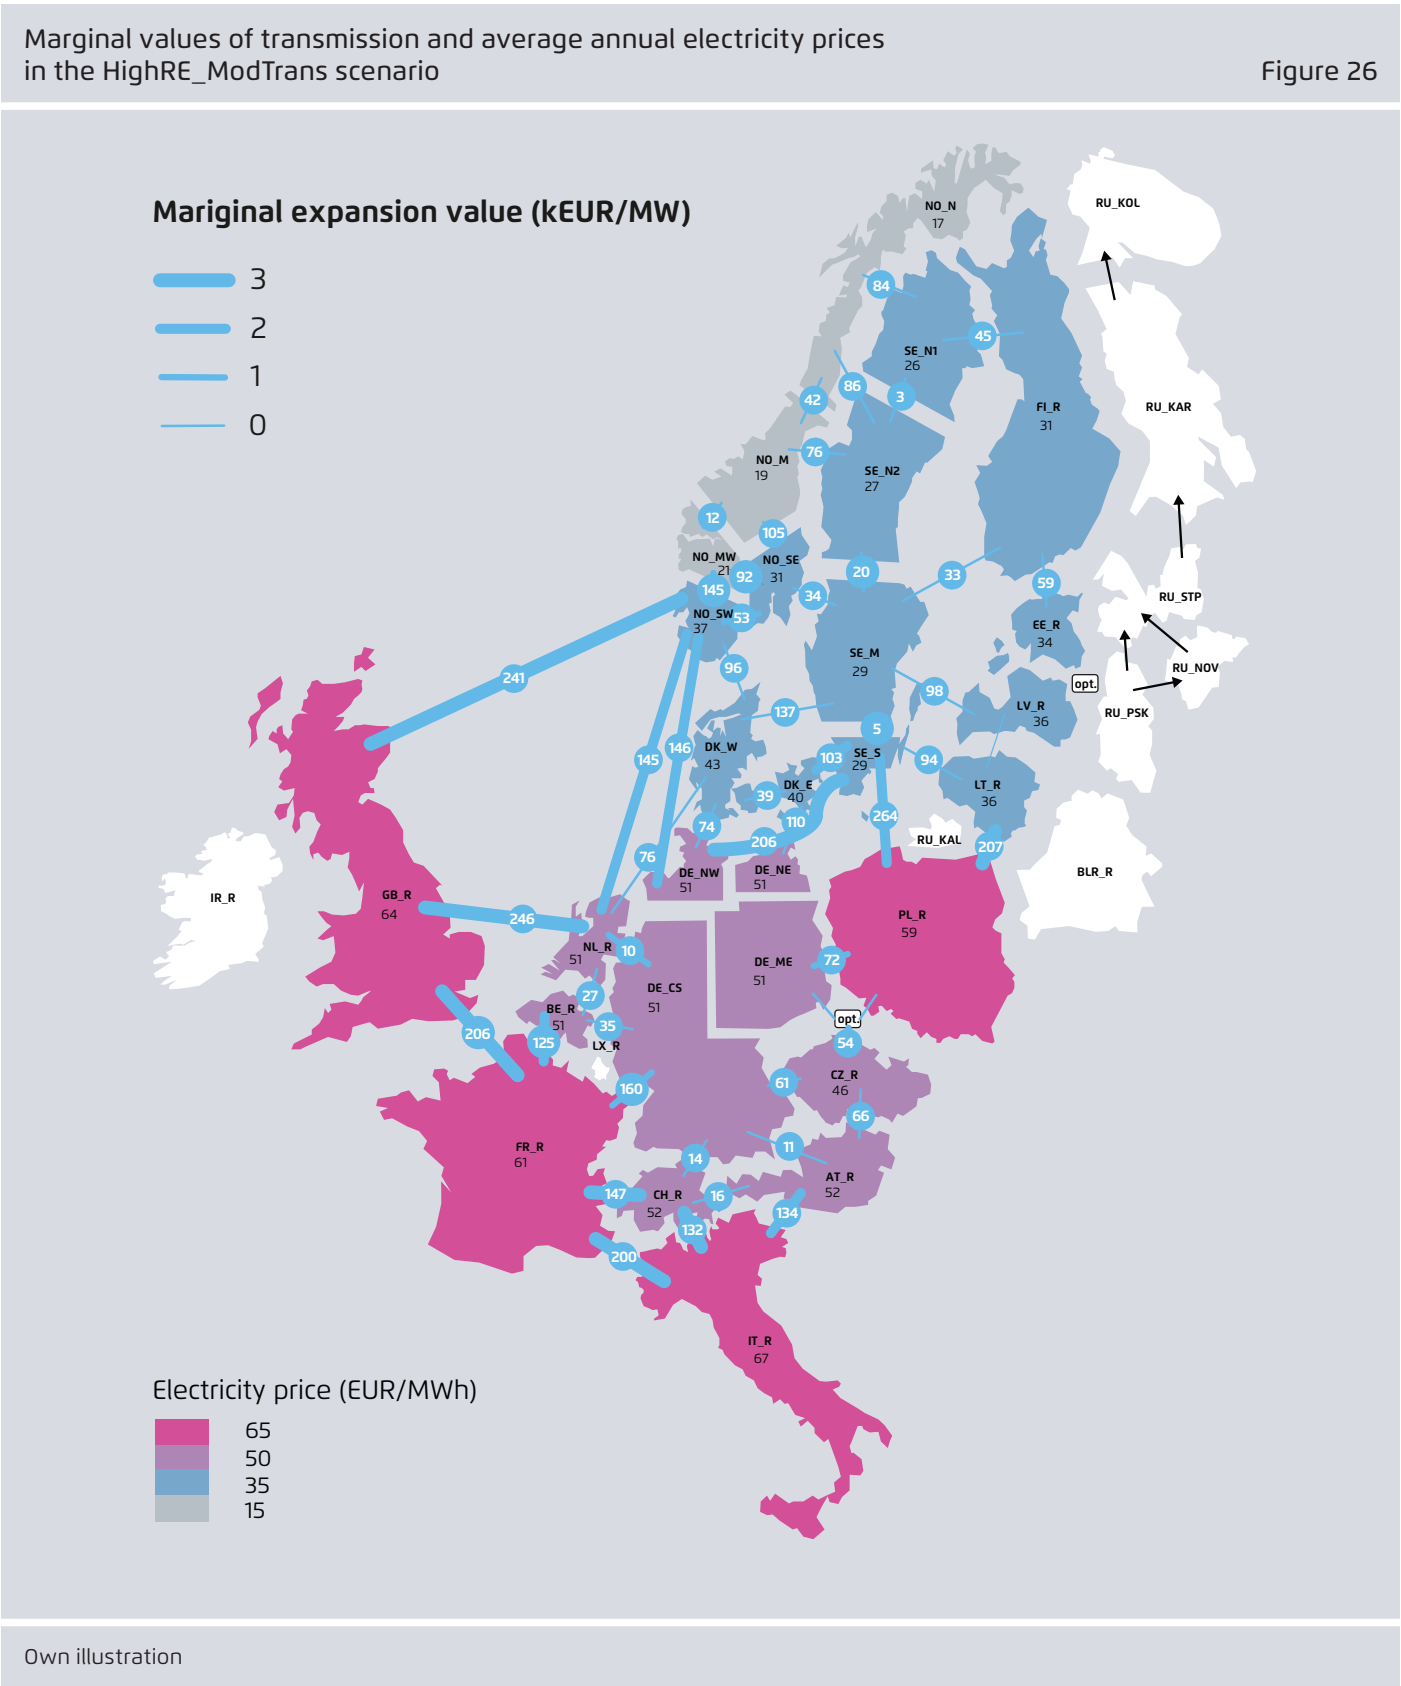 Marginal values of transmission and average annual electricity prices
in the HighRE_ModTrans scenario
Figure 26
Mariginal expansion value (kEUR/MW)
3
2
1
0
NO_N
17
RU_KOL
84
45
SE_N1
26
86
3
42
FI_R
31
RU_KAR
76
NO_M
19
SE_N2
27
12
105
NO_MW
21
92
NO_SE
31
20
33
59
145
34
RU_STP
NO_SW
37
53
EE_R
34
SE_M
29
96
RU_NOV
241
opt.
98
137
LV_R
36
RU_PSK
5
145
146
DK_W
43
103
SE_S
29
94
DK_E
40
39
LT_R
36
110
264
74
206
RU_KAL
207
76
DE_NW
51
DE_NE
51
BLR_R
IR_R
GB_R
64
246
PL_R
59
NL_R
51
10
DE_ME
51
72
DE_CS
51
27
BE_R
51
35
opt.
206
125
LX_R
54
160
61
CZ_R
46
66
FR_R
61
14
11
AT_R
52
147
CH_R
52
16
134
132
200
IT_R
67
Electricity price (EUR/MWh)
65
50
35
15
Own illustration